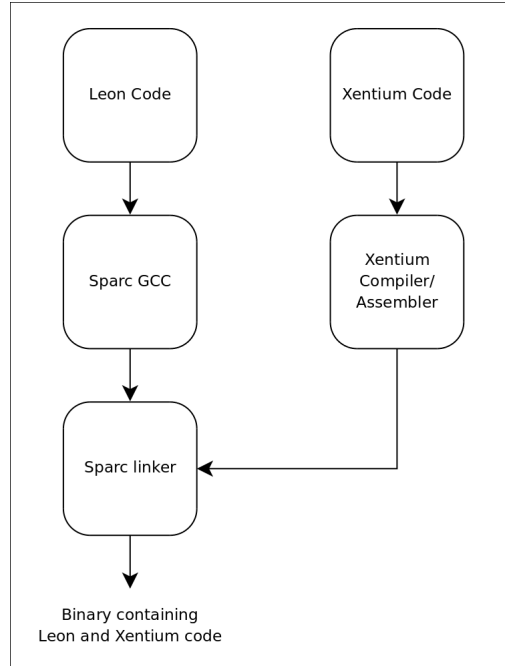 Leon Code
Xentium Code
Sparc GCC
Xentium
Compiler/
Assembler
Sparc linker
Binary containing
Leon and Xentium code